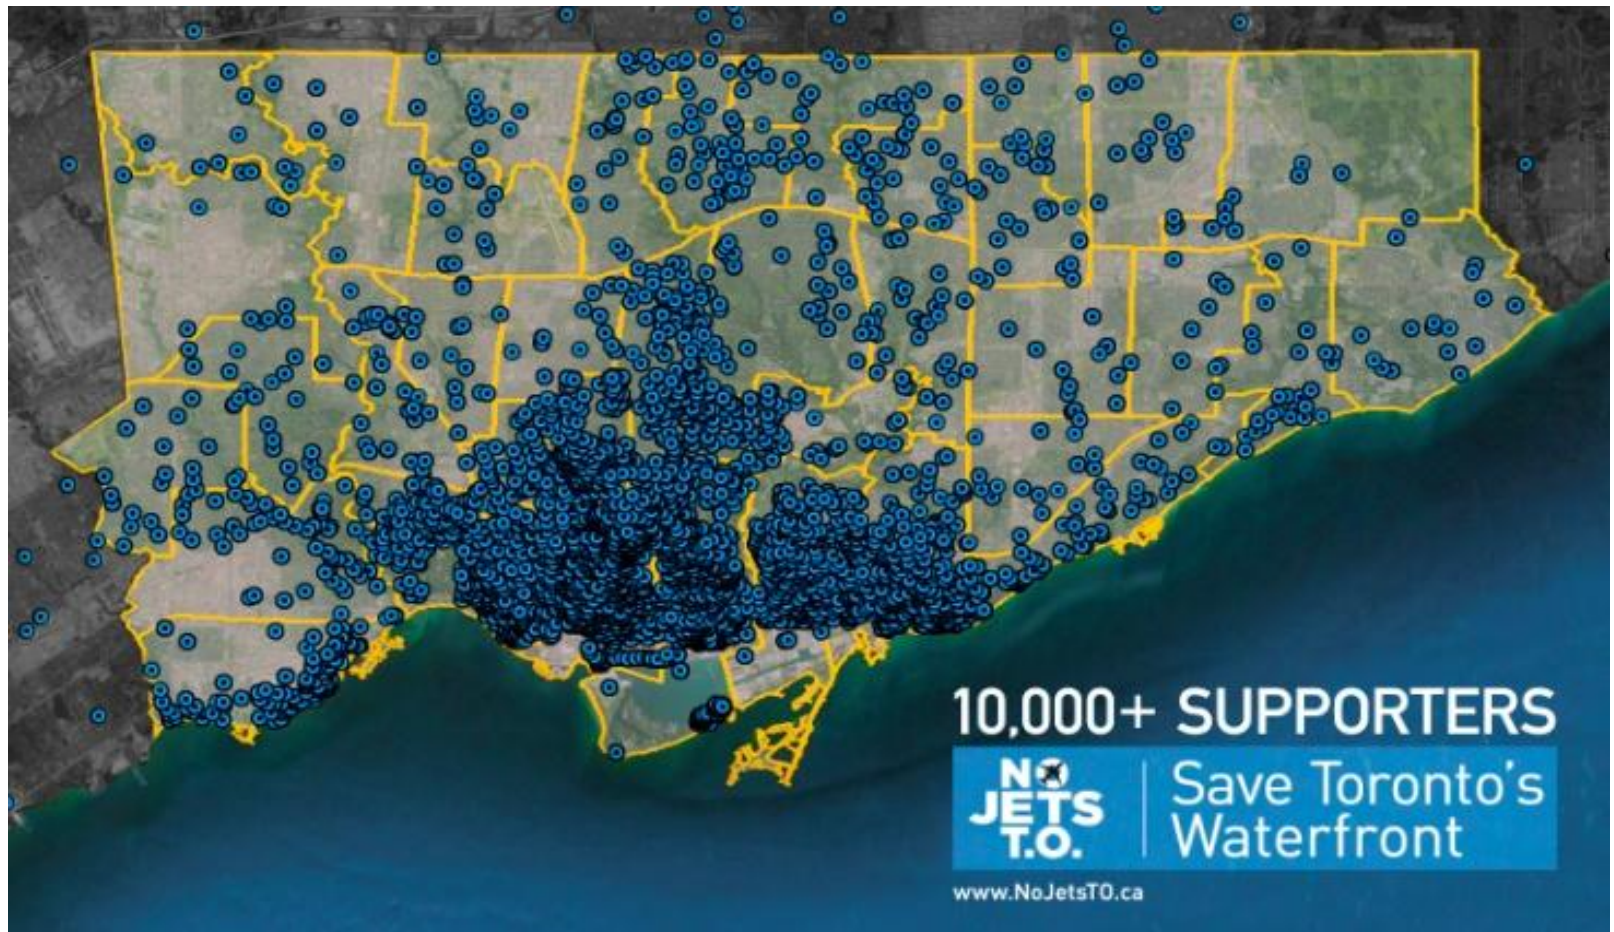 10,000+ SUPPORTERS
NO
JETS
T.O.
Save Toronto's
Waterfront
www.NoJetsTO.ca